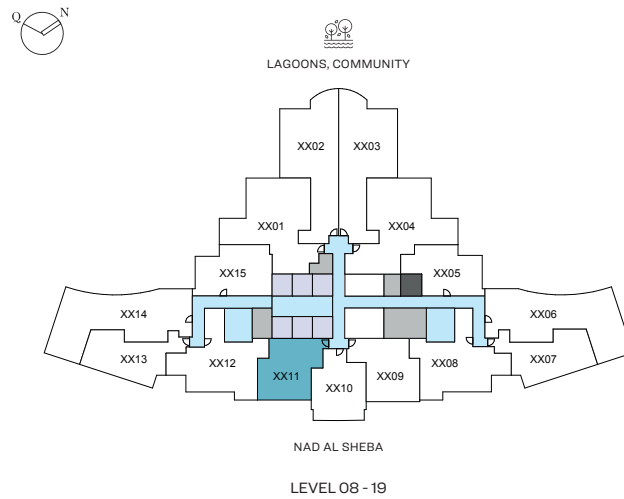 Q N
LAGOONS, COMMUNITY
XX02 XX03
XX01 XX04
XX15 XX05
XX14 XX06
XX13 XX12 XX11 XX10 XX09 XX08 XX07
NAD AL SHEBA
LEVEL 08 - 19